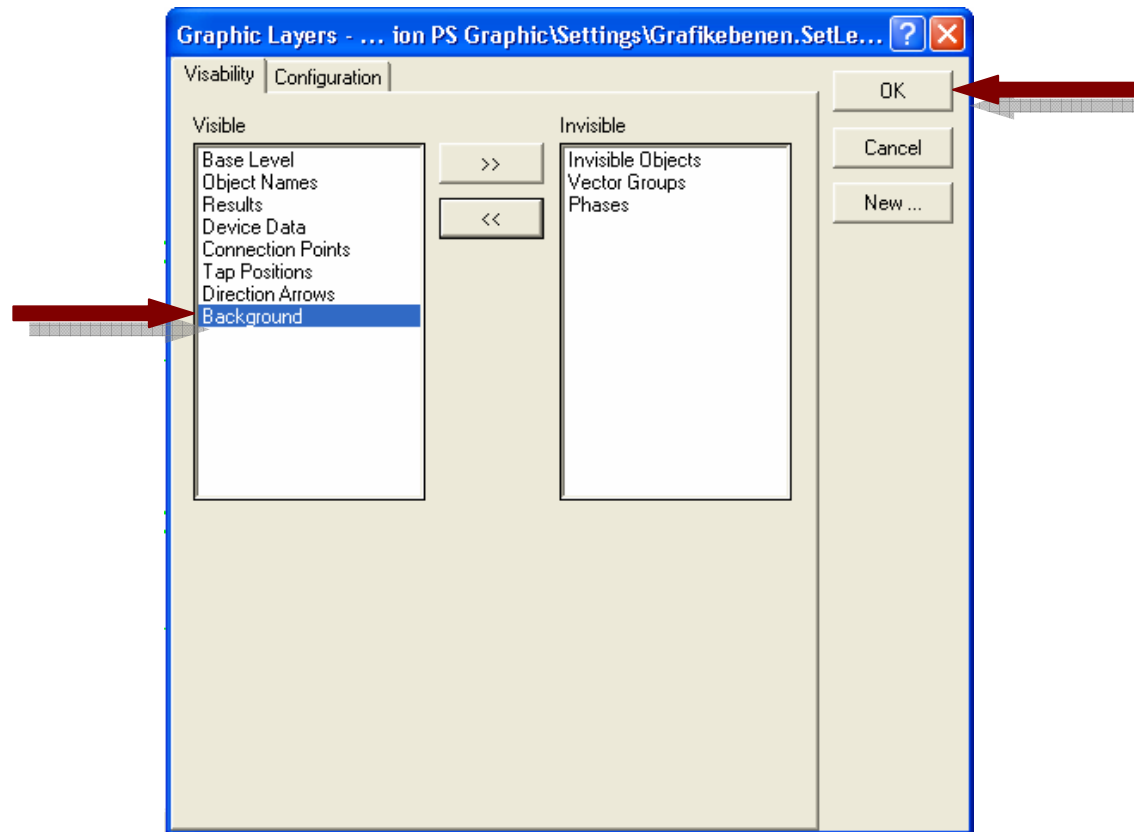 Graphic Layers - ... ion PS Graphic\Settings\Grafikebenen.SetLe...
Visability
Configuration
OK
Cancel
New ...
Visible
Base Level
Object Names
Results
Device Data
Connection Points
Tap Positions
Direction Arrows
Background
>>
<<
Invisible
Invisible Objects
Vector Groups
Phases